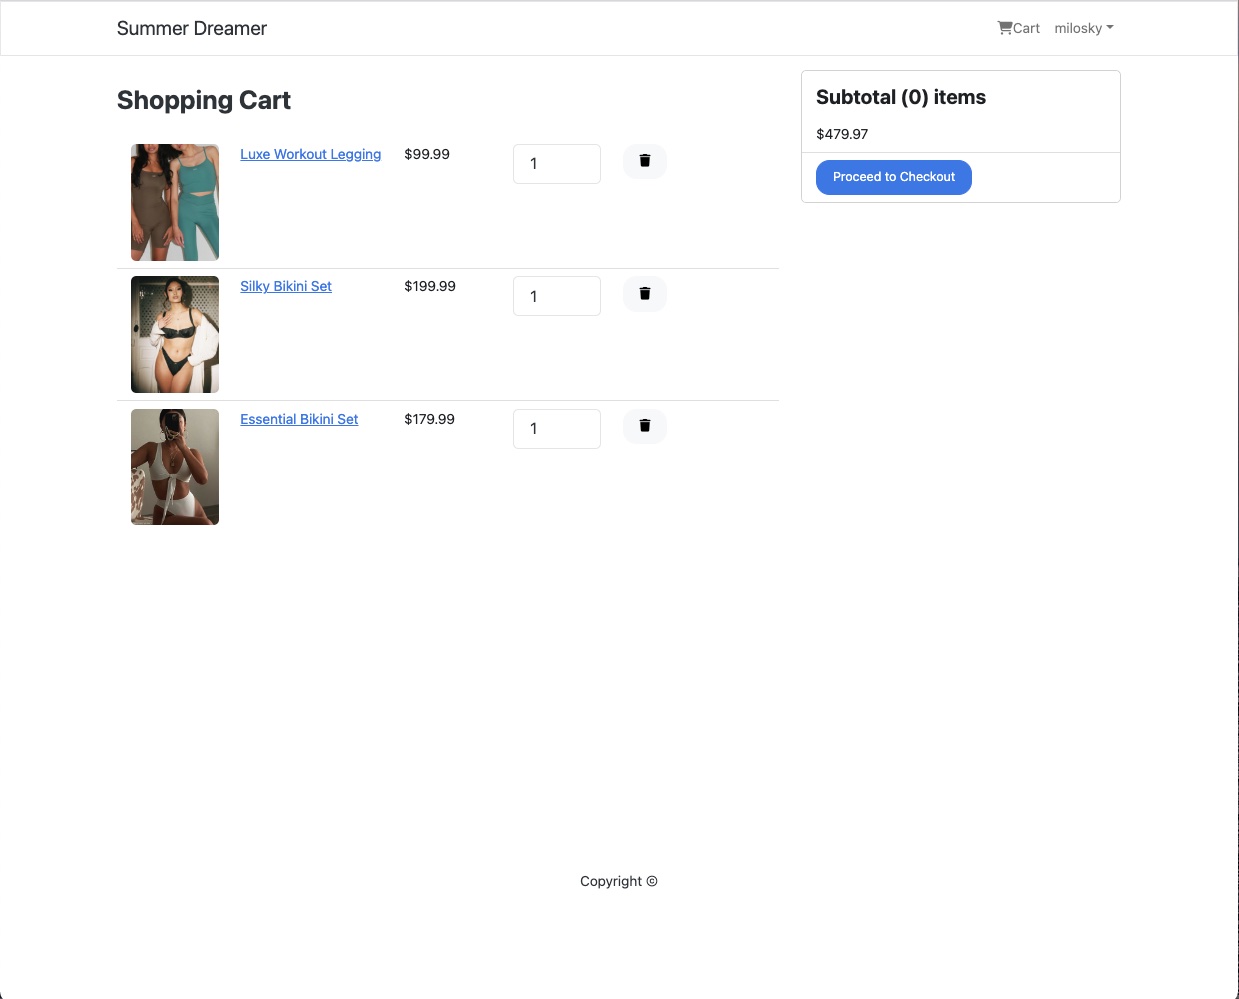 Summer Dreamer
Cart milosky
Shopping Cart
Luxe Workout Legging $99.99 1
Silky Bikini Set $199.99 1
Essential Bikini Set $179.99 1
Subtotal (0) items
$479.97
Proceed to Checkout
Copyright ©